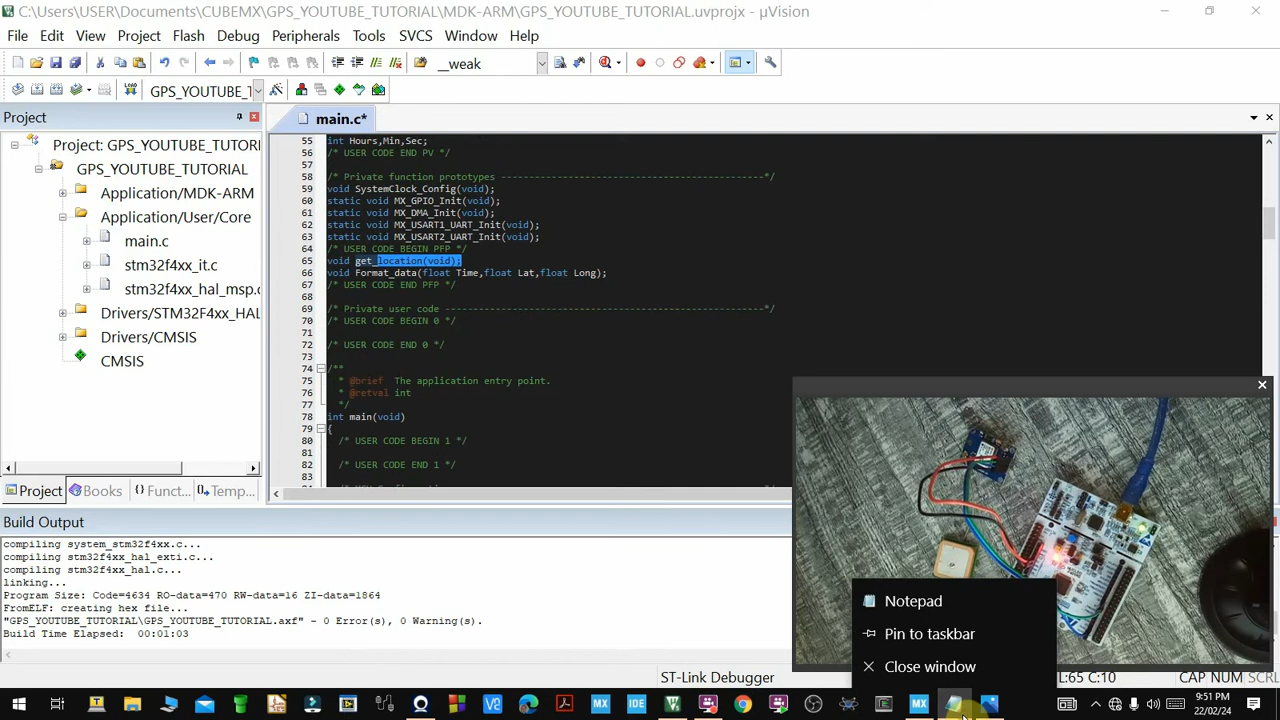 C:\Users\USER\Documents\CUBEMX\GPS_YOUTUBE_TUTORIAL\MDK-ARM\GPS_YOUTUBE_TUTORIAL.uvprojx - µVision
File Edit View Project Flash Debug Peripherals Tools SVCS Window Help
__weak
GPS_YOUTUBE_T
Project
main.c*
Project: GPS_YOUTUBE_TUTORI
GPS_YOUTUBE_TUTORIAL
Application/MDK-ARM
Application/User/Core
main.c
stm32f4xx_it.c
stm32f4xx_hal_msp.c
Drivers/STM32F4xx_HAL
Drivers/CMSIS
CMSIS
55 int Hours,Min,Sec;
56 /* USER CODE END PV */
57
58 /* Private function prototypes -----------------------------------------------*/
59 void SystemClock_Config(void);
60 static void MX_GPIO_Init(void);
61 static void MX_DMA_Init(void);
62 static void MX_USART1_UART_Init(void);
63 static void MX_USART2_UART_Init(void);
64 /* USER CODE BEGIN PFP */
65 void get_location(void);
66 void Format_data(float Time,float Lat,float Long);
67 /* USER CODE END PFP */
68
69 /* Private user code ---------------------------------------------------------*/
70 /* USER CODE BEGIN 0 */
71
72 /* USER CODE END 0 */
73
74 /**
75 * @brief The application entry point.
76 * @retval int
77 */
78 int main(void)
79 {
80 /* USER CODE BEGIN 1 */
81
82 /* USER CODE END 1 */
83
Project Books Funct... Temp...
Build Output
compiling system_stm32f4xx.c...
compiling stm32f4xx_hal_exti.c...
compiling stm32f4xx_hal.c...
linking...
Program Size: Code=4634 RO-data=470 RW-data=16 ZI-data=1864
FromELF: creating hex file...
"GPS_YOUTUBE_TUTORIAL\GPS_YOUTUBE_TUTORIAL.axf" - 0 Error(s), 0 Warning(s).
Build Time Elapsed: 00:01:03
Notepad
Pin to taskbar
Close window
ST-Link Debugger
L:65 C:10
CAP NUM SCRL
MX IDE
MX
9:51 PM
22/02/24